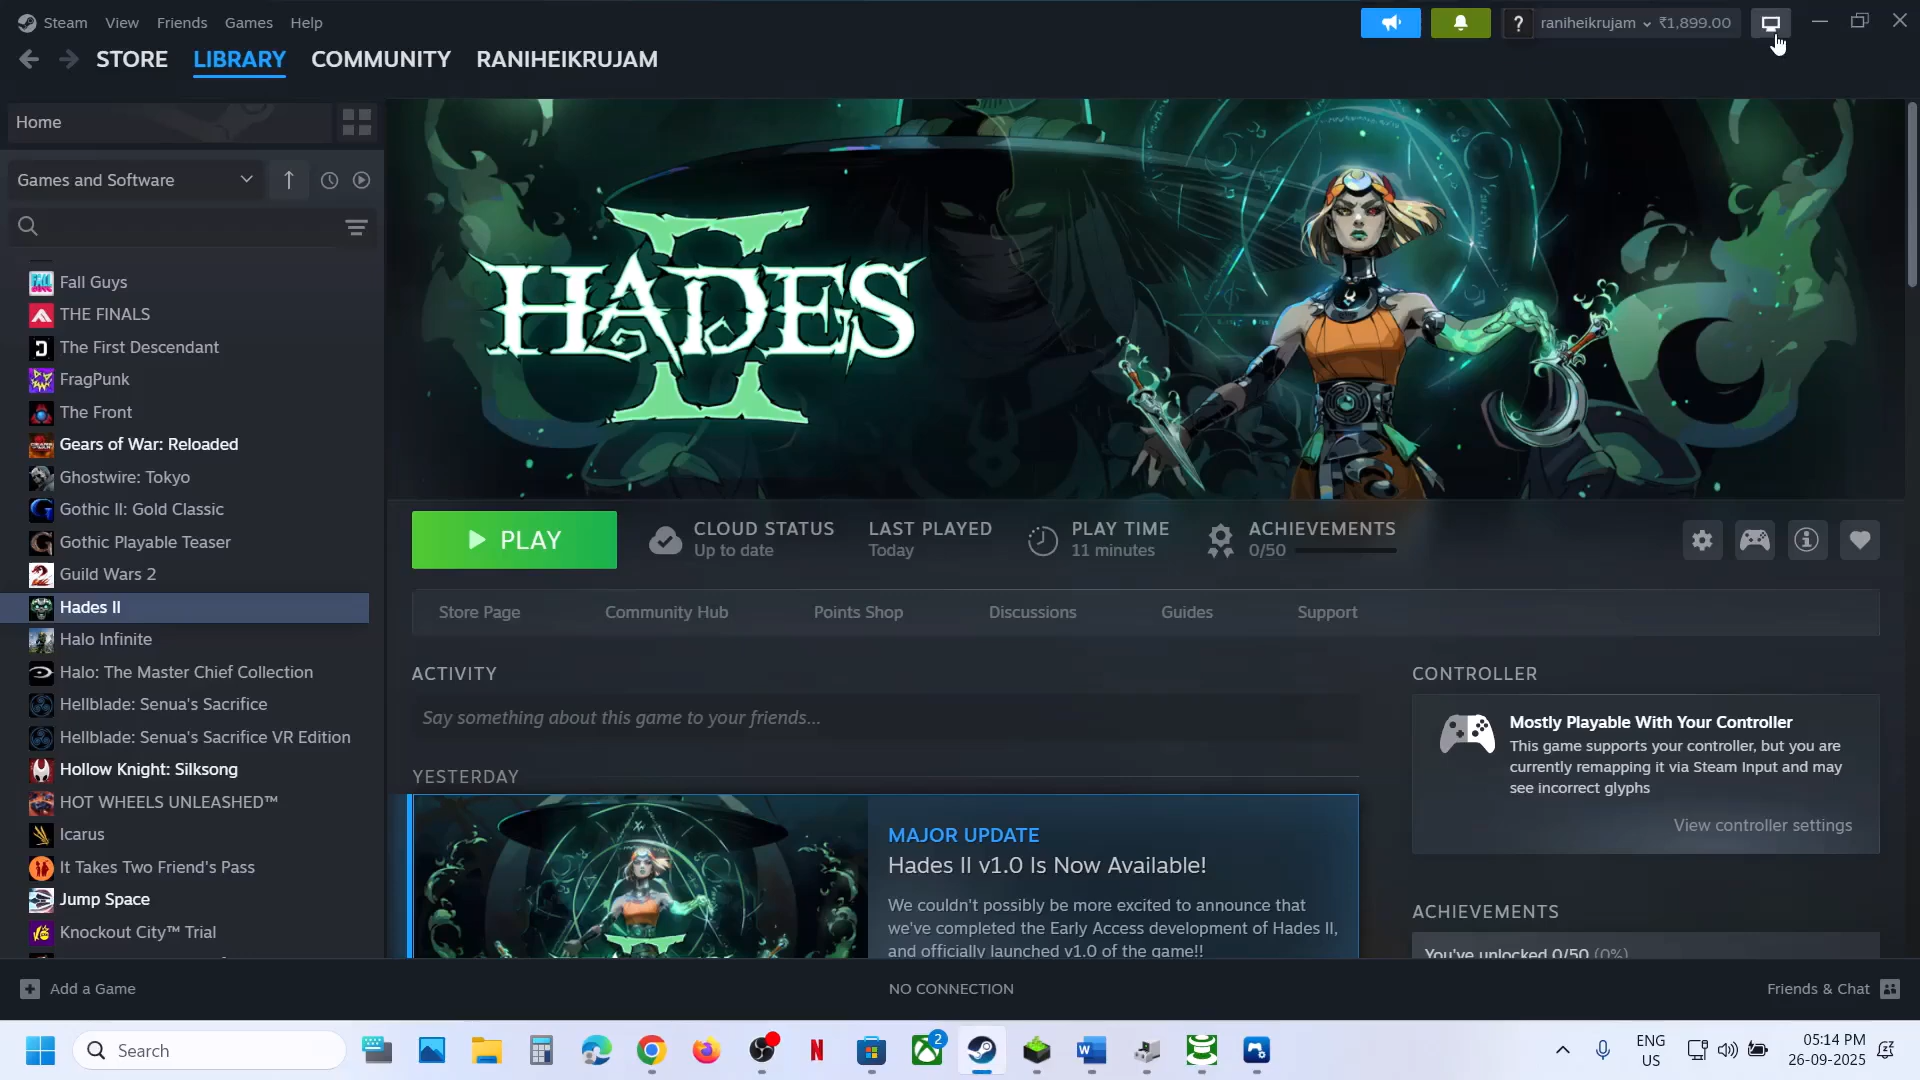 Steam View Friends Games Help
raniheikrujam ₹1,899.00
STORE LIBRARY COMMUNITY RANIHEIKRUJAM
Home
Games and Software
Fall Guys
THE FINALS
The First Descendant
FragPunk
The Front
Gears of War: Reloaded
Ghostwire: Tokyo
Gothic II: Gold Classic
Gothic Playable Teaser
Guild Wars 2
Hades II
Halo Infinite
Halo: The Master Chief Collection
Hellblade: Senua's Sacrifice
Hellblade: Senua's Sacrifice VR Edition
Hollow Knight: Silksong
HOT WHEELS UNLEASHED™
Icarus
It Takes Two Friend's Pass
Jump Space
Knockout City™ Trial
HADES
II
PLAY
CLOUD STATUS
Up to date
LAST PLAYED
Today
PLAY TIME
11 minutes
ACHIEVEMENTS
0/50
Store Page Community Hub Points Shop Discussions Guides Support
ACTIVITY
Say something about this game to your friends...
YESTERDAY
MAJOR UPDATE
Hades II v1.0 Is Now Available!
We couldn't possibly be more excited to announce that
we've completed the Early Access development of Hades II,
and officially launched v1.0 of the game!!
CONTROLLER
Mostly Playable With Your Controller
This game supports your controller, but you are
currently remapping it via Steam Input and may
see incorrect glyphs
View controller settings
ACHIEVEMENTS
You've unlocked 0/50 (0%)
Add a Game
NO CONNECTION
Friends & Chat
Search
2
ENG
US
05:14 PM
26-09-2025